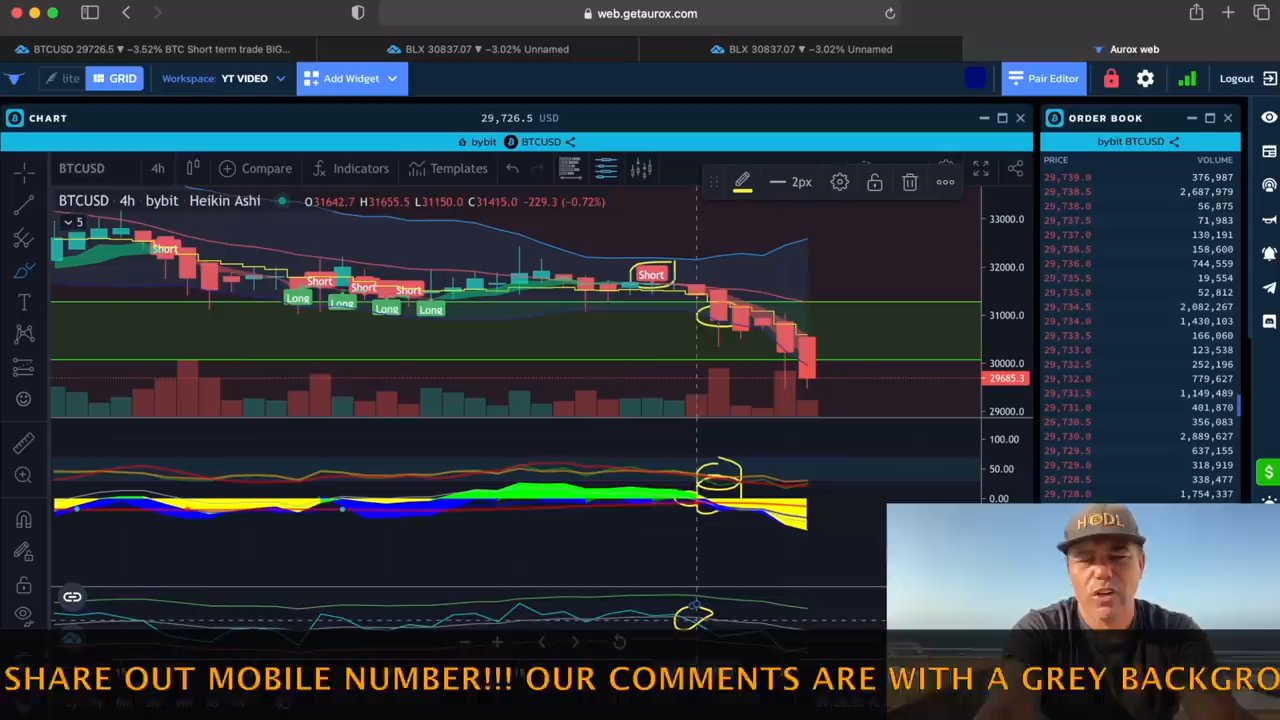 web.getaurox.com
BTCUSD 29726.5 ▼ −3.52% BTC Short term trade BIG...
BLX 30837.07 ▼ −3.02% Unnamed
BLX 30837.07 ▼ −3.02% Unnamed
Aurox web
lite
GRID
Workspace: YT VIDEO
Add Widget
Pair Editor
Logout
CHART
29,726.5 USD
ORDER BOOK
bybit BTCUSD
bybit BTCUSD
PRICE VOLUME
BTCUSD 4h Compare Indicators Templates
2px
BTCUSD · 4h · bybit Heikin Ashi O31642.7 H31655.5 L31150.0 C31415.0 -229.3 (-0.72%)
5
Short
Short
Short
Short
Short
Long
Long
Long
Long
33000.0
32000.0
31000.0
30000.0
29685.3
29000.0
100.00
50.00
0.00
29,739.0 376,987
29,738.5 2,687,979
29,738.0 56,875
29,737.5 71,983
29,737.0 130,191
29,736.5 158,600
29,736.0 744,559
29,735.5 19,554
29,735.0 52,812
29,734.5 2,082,267
29,734.0 1,430,103
29,733.5 166,060
29,733.0 123,538
29,732.5 252,196
29,732.0 779,627
29,731.5 1,149,489
29,731.0 401,870
29,730.5 356,083
29,730.0 2,889,627
29,729.5 637,155
29,729.0 318,919
29,728.5 338,477
29,728.0 1,754,337
HODL
SHARE OUT MOBILE NUMBER!!! OUR COMMENTS ARE WITH A GREY BACKGRO